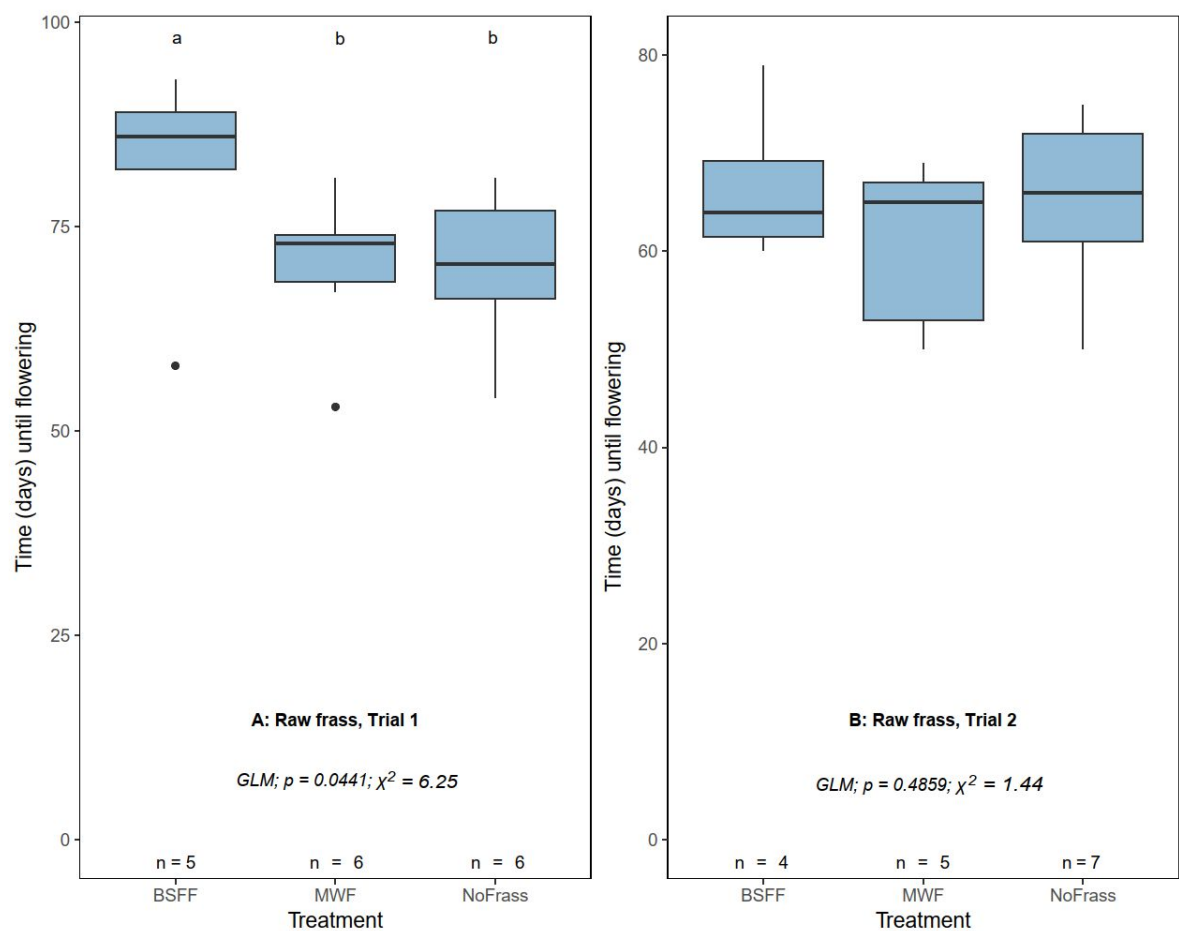 100
75
50
25
0
Time (days) until flowering
a b b
A: Raw frass, Trial 1
GLM; p = 0.0441; χ² = 6.25
n = 5 n = 6 n = 6
BSFF MWF NoFrass
Treatment
80
60
40
20
0
Time (days) until flowering
B: Raw frass, Trial 2
GLM; p = 0.4859; χ² = 1.44
n = 4 n = 5 n = 7
BSFF MWF NoFrass
Treatment